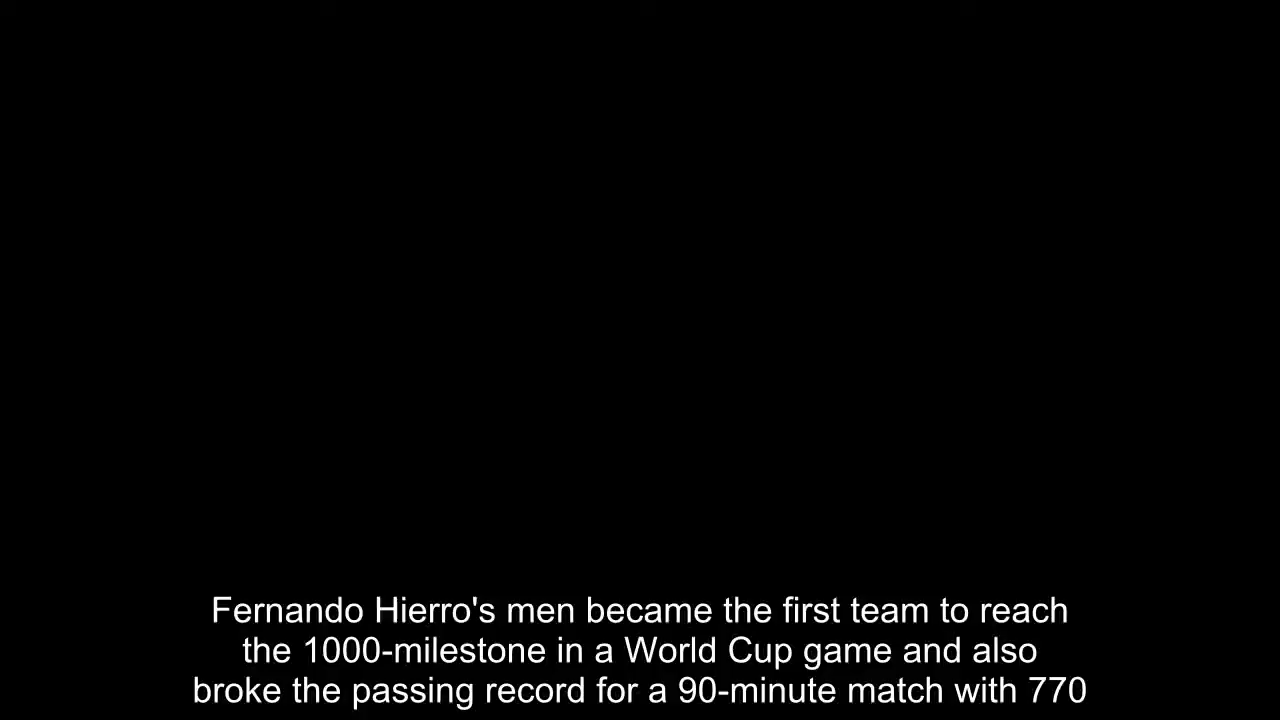 Fernando Hierro's men became the first team to reach
the 1000-milestone in a World Cup game and also
broke the passing record for a 90-minute match with 770